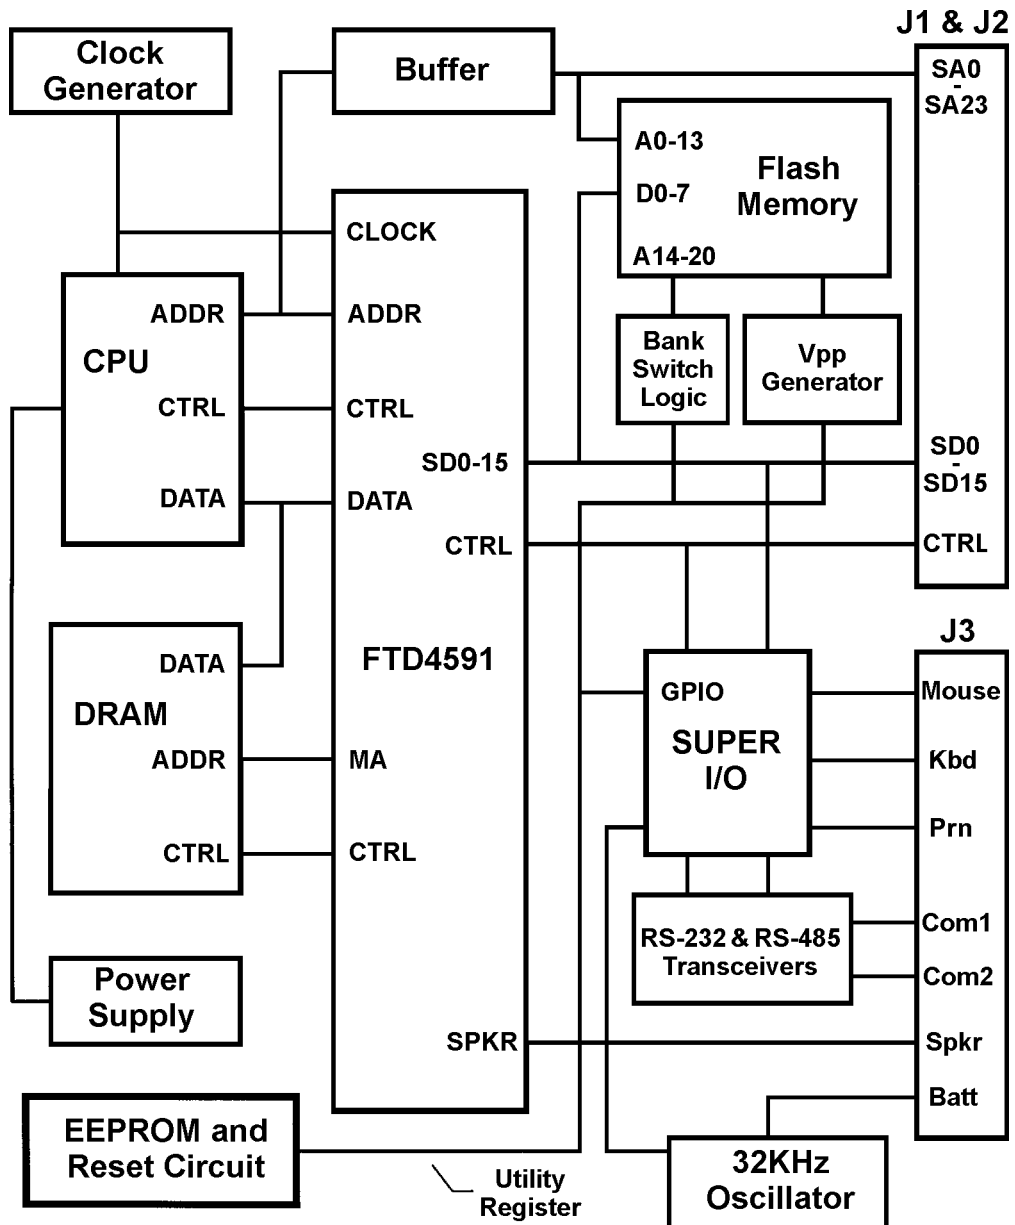 J1 & J2
Clock
Generator
Buffer
SA0
-
SA23
A0-13
Flash
Memory
D0-7
A14-20
CLOCK
ADDR
ADDR
CPU
CTRL
CTRL
DATA
DATA
SD0-15
CTRL
Bank
Switch
Logic
Vpp
Generator
SD0
-
SD15
CTRL
J3
FTD4591
DATA
DRAM
ADDR
MA
CTRL
CTRL
GPIO
SUPER
I/O
Mouse
Kbd
Prn
RS-232 & RS-485
Transceivers
Com1
Com2
Power
Supply
SPKR
Spkr
Batt
EEPROM and
Reset Circuit
Utility
Register
32KHz
Oscillator